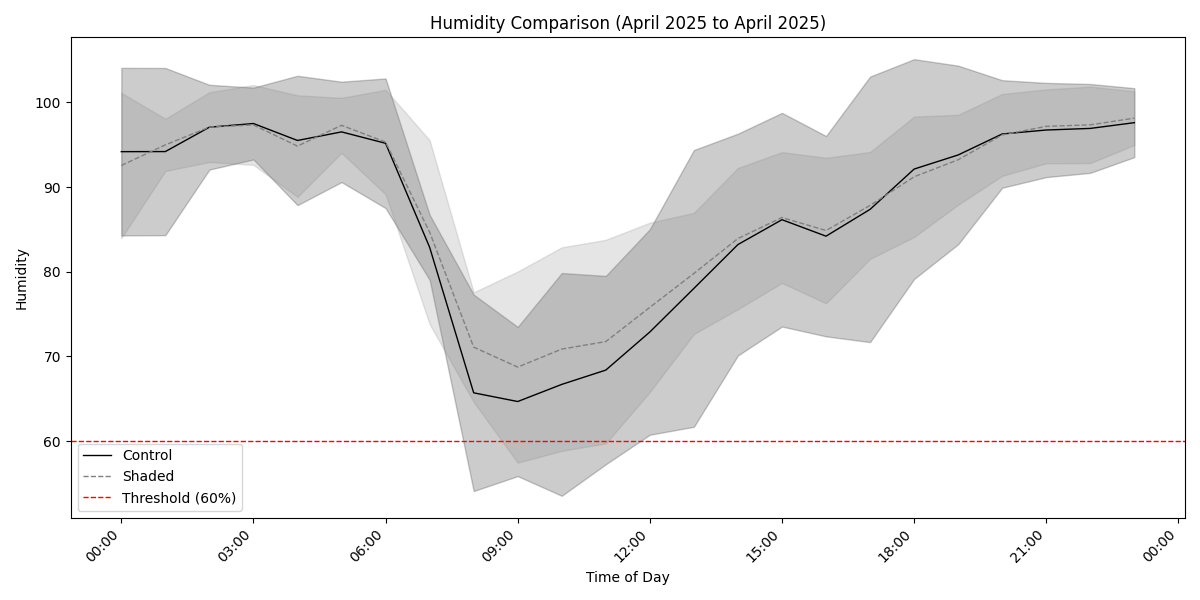 Humidity Comparison (April 2025 to April 2025)
100
90
80
70
60
Humidity
Control
Shaded
Threshold (60%)
00:00
03:00
06:00
09:00
12:00
15:00
18:00
21:00
00:00
Time of Day